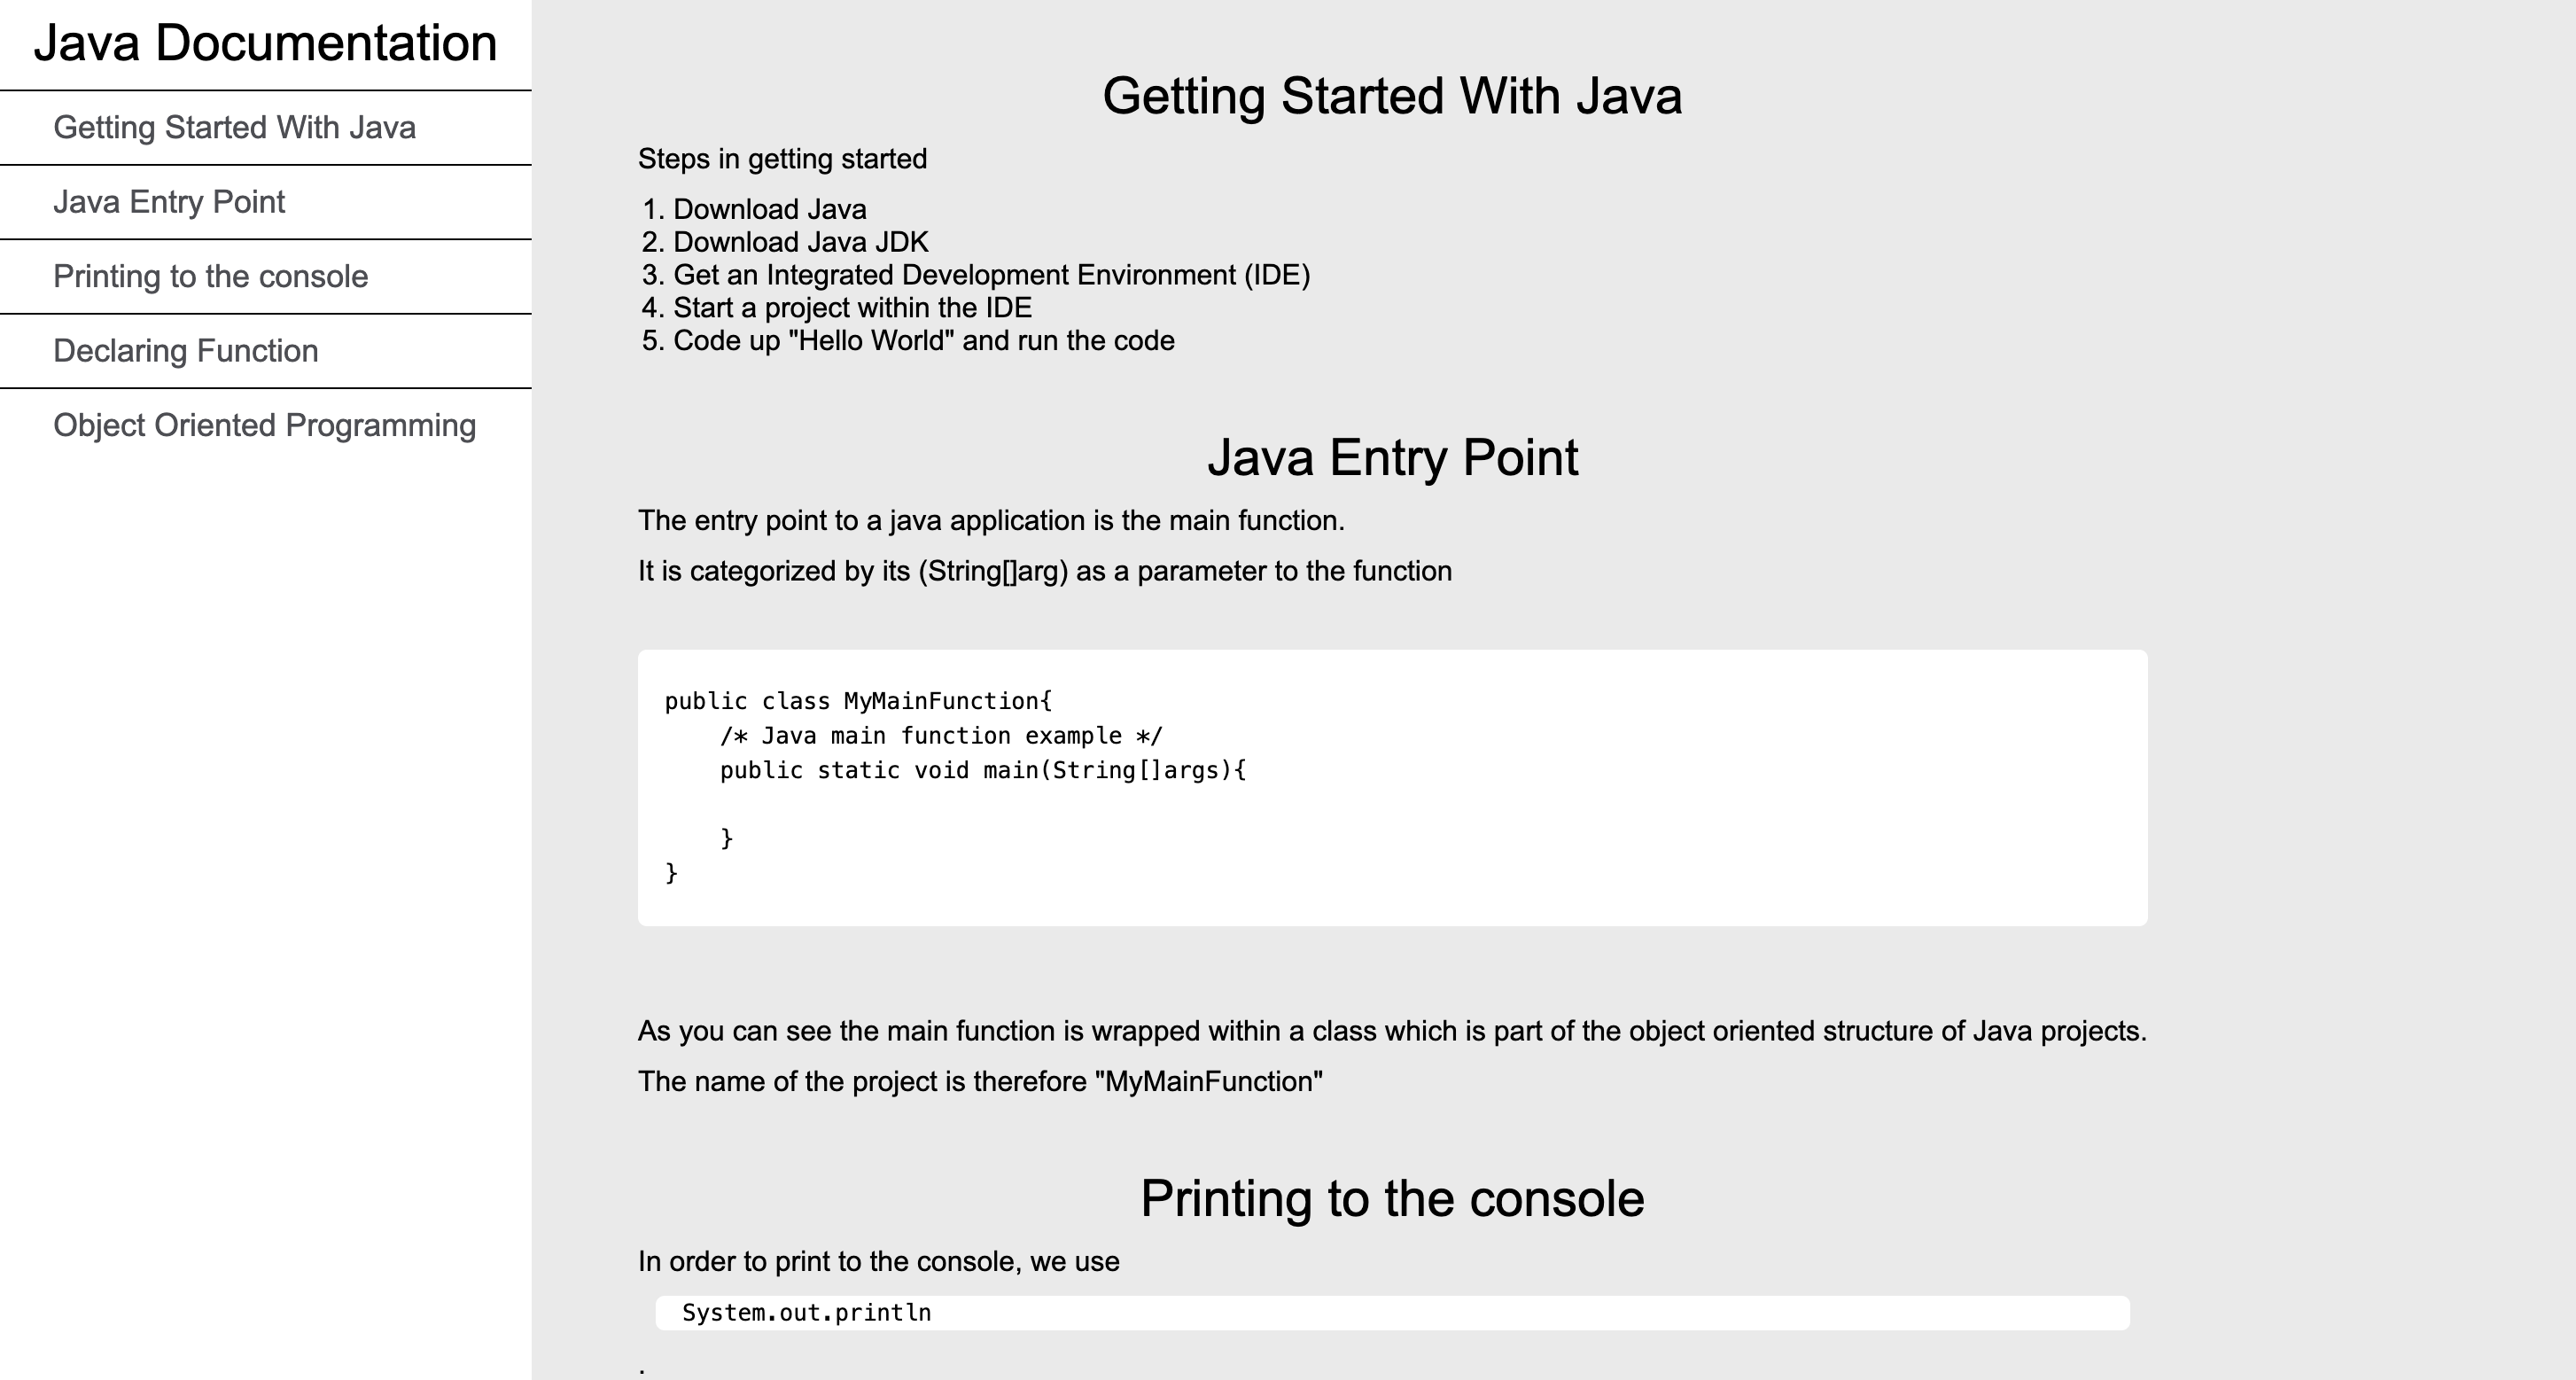 Java Documentation
Getting Started With Java
Java Entry Point
Printing to the console
Declaring Function
Object Oriented Programming
Getting Started With Java
Steps in getting started
1. Download Java
2. Download Java JDK
3. Get an Integrated Development Environment (IDE)
4. Start a project within the IDE
5. Code up "Hello World" and run the code
Java Entry Point
The entry point to a java application is the main function.
It is categorized by its (String[]arg) as a parameter to the function
public class MyMainFunction{
    /* Java main function example */
    public static void main(String[]args){
    }
}
As you can see the main function is wrapped within a class which is part of the object oriented structure of Java projects.
The name of the project is therefore "MyMainFunction"
Printing to the console
In order to print to the console, we use
System.out.println
.